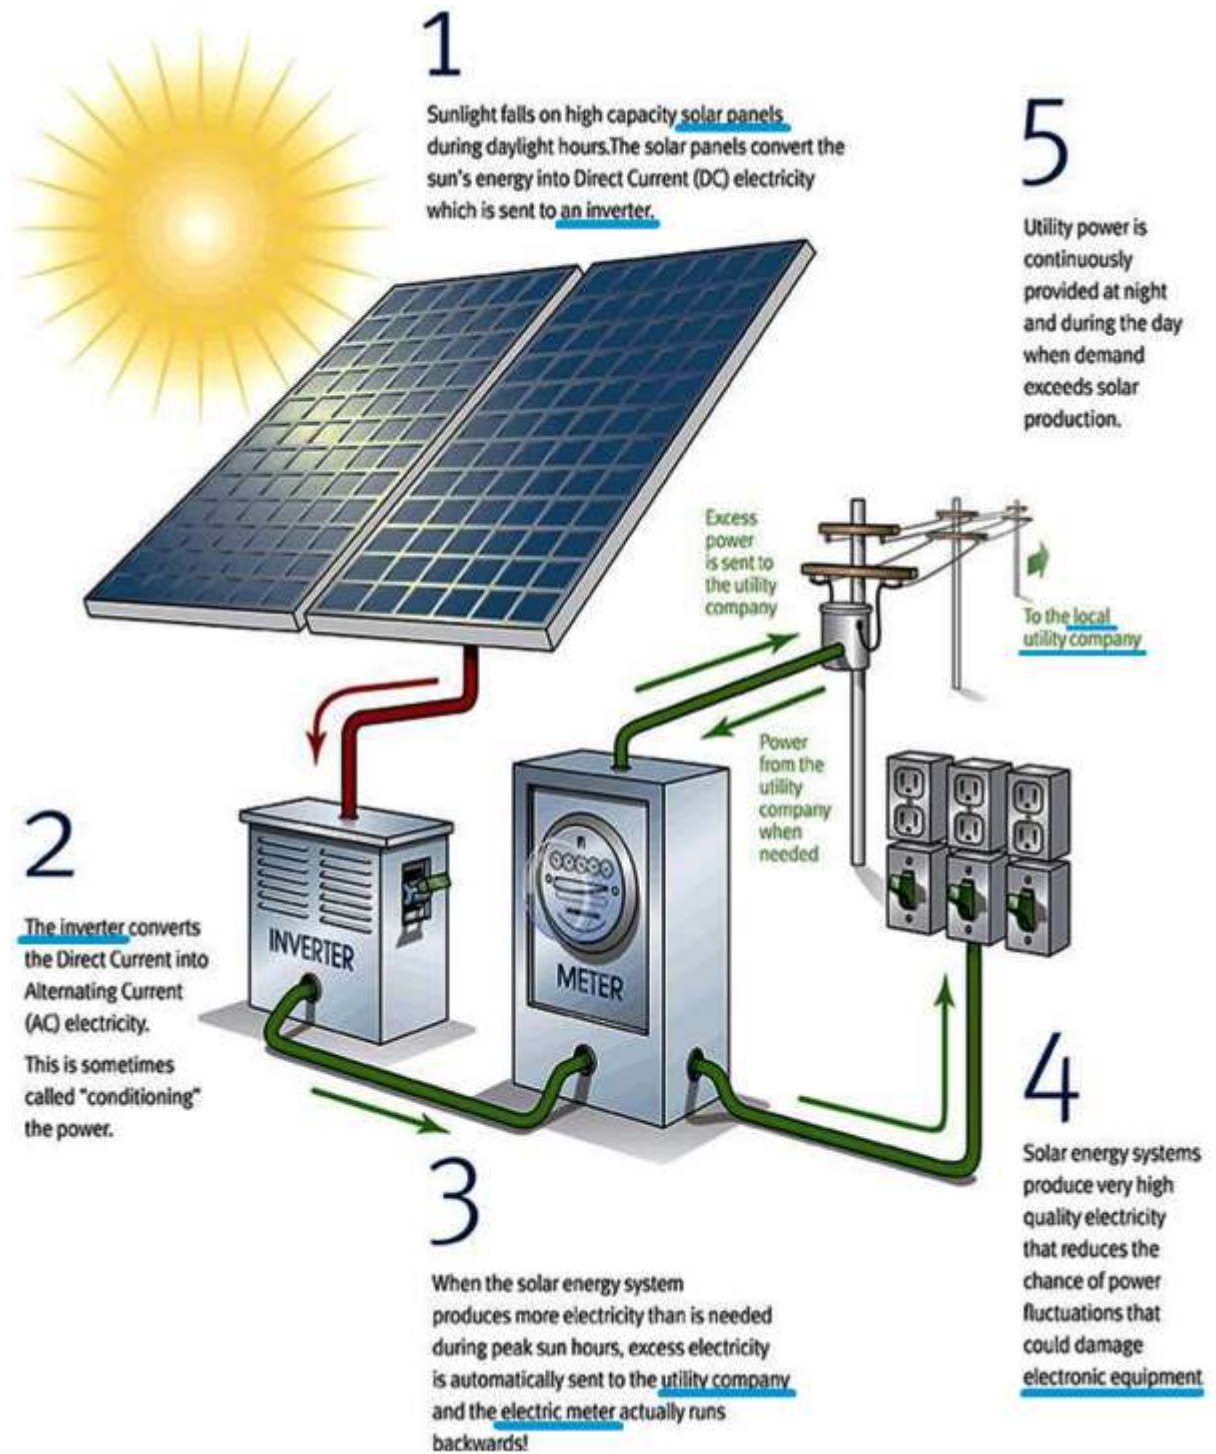 1
Sunlight falls on high capacity solar panels
during daylight hours.The solar panels convert the
sun's energy into Direct Current (DC) electricity
which is sent to an inverter.
5
Utility power is
continuously
provided at night
and during the day
when demand
exceeds solar
production.
Excess
power
is sent to
the utility
company
To the local
utility company
Power
from the
utility
company
when
needed
2
The inverter converts
the Direct Current into
Alternating Current
(AC) electricity.
This is sometimes
called "conditioning"
the power.
INVERTER
METER
3
When the solar energy system
produces more electricity than is needed
during peak sun hours, excess electricity
is automatically sent to the utility company
and the electric meter actually runs
backwards!
4
Solar energy systems
produce very high
quality electricity
that reduces the
chance of power
fluctuations that
could damage
electronic equipment